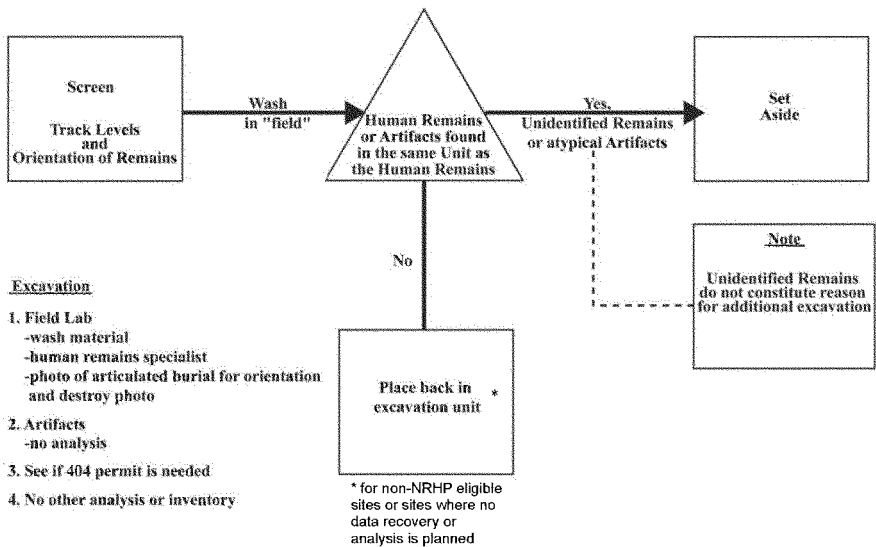 Screen
Track Levels
and
Orientation of Remains
Wash
in "field"
Human Remains
or Artifacts found
in the same Unit as
the Human Remains
Yes,
Unidentified Remains
or atypical Artifacts
Set
Aside
No
Note
Unidentified Remains
do not constitute reason
for additional excavation
Place back in
excavation unit *
* for non-NRHP eligible
sites or sites where no
data recovery or
analysis is planned
Excavation
1. Field Lab
-wash material
-human remains specialist
-photo of articulated burial for orientation
and destroy photo
2. Artifacts
-no analysis
3. See if 404 permit is needed
4. No other analysis or inventory